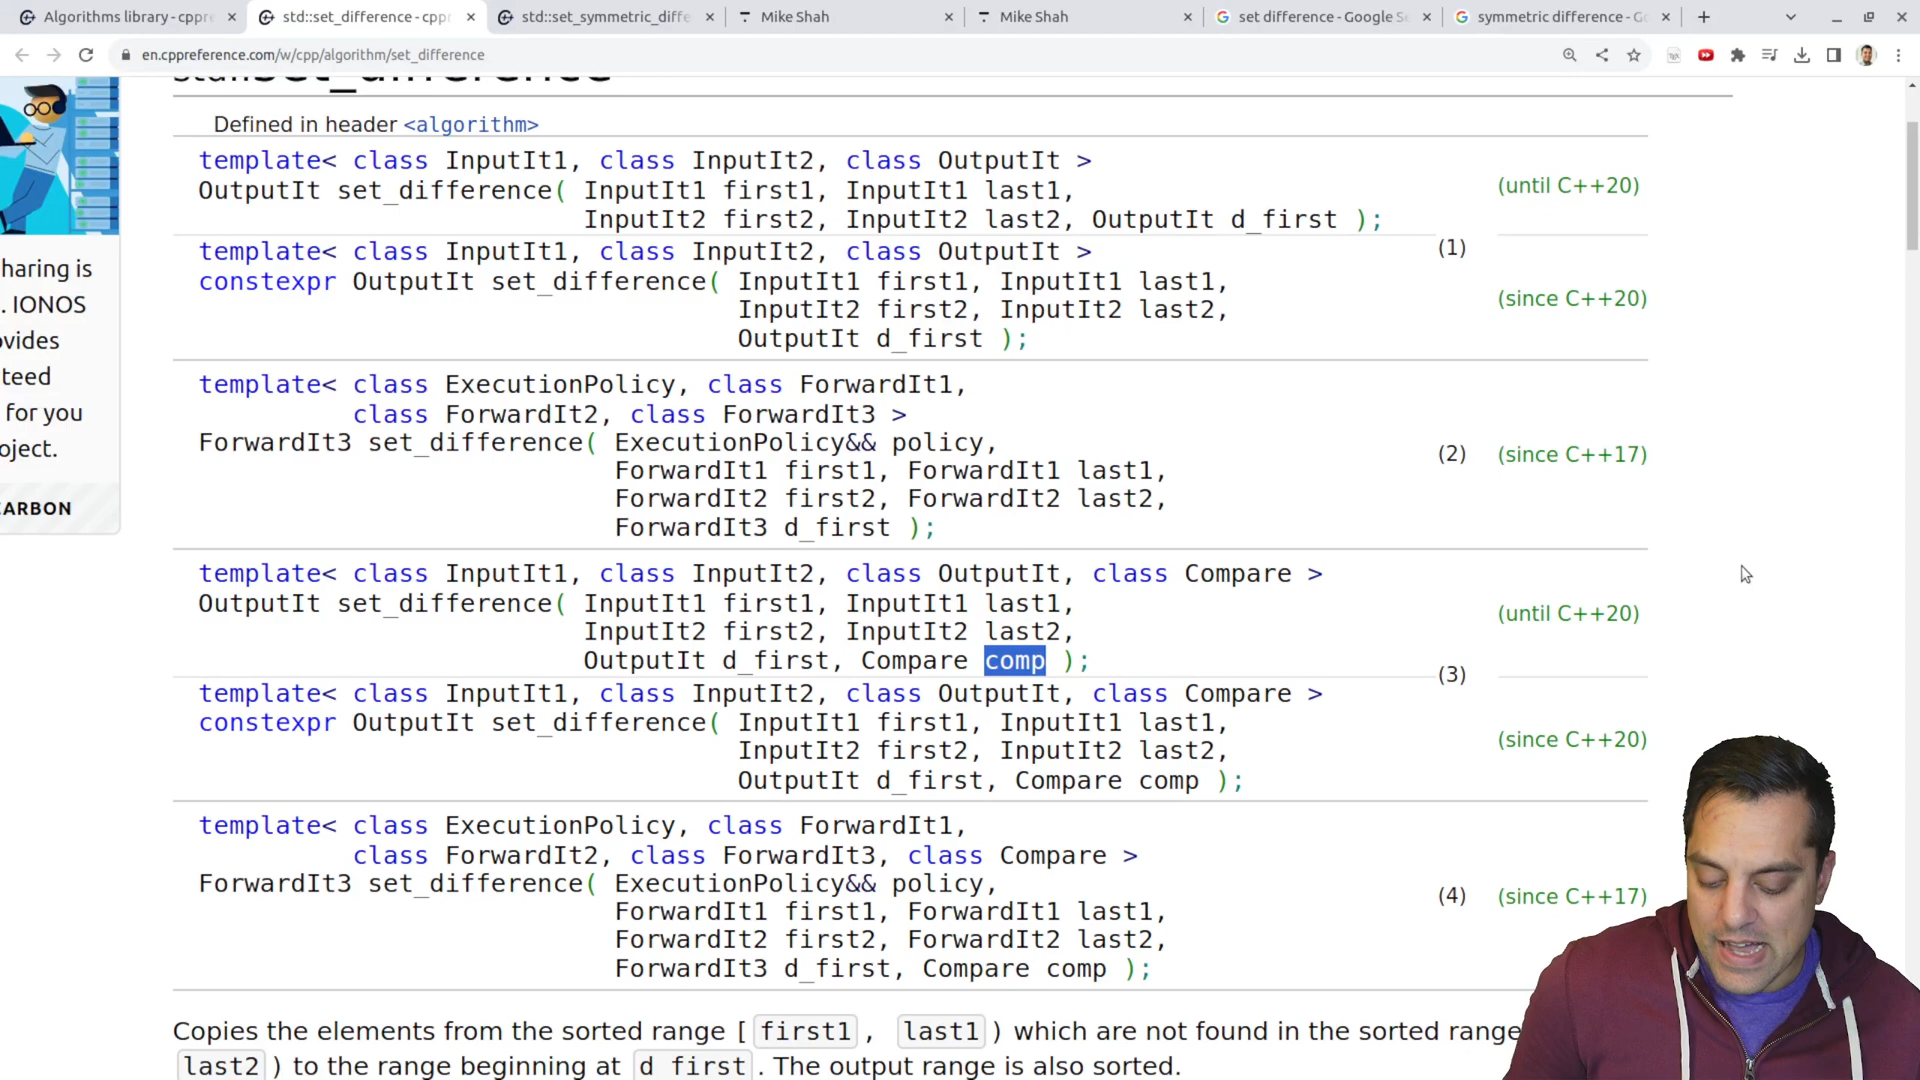 Algorithms library - cppre
std::set_difference - cppr
std::set_symmetric_diffe
Mike Shah
Mike Shah
set difference - Google Se
symmetric difference - Go
en.cppreference.com/w/cpp/algorithm/set_difference
Defined in header <algorithm>
template< class InputIt1, class InputIt2, class OutputIt >
OutputIt set_difference( InputIt1 first1, InputIt1 last1,
InputIt2 first2, InputIt2 last2, OutputIt d_first );
(until C++20)
(1)
template< class InputIt1, class InputIt2, class OutputIt >
constexpr OutputIt set_difference( InputIt1 first1, InputIt1 last1,
InputIt2 first2, InputIt2 last2,
OutputIt d_first );
(since C++20)
template< class ExecutionPolicy, class ForwardIt1,
class ForwardIt2, class ForwardIt3 >
ForwardIt3 set_difference( ExecutionPolicy&& policy,
ForwardIt1 first1, ForwardIt1 last1,
ForwardIt2 first2, ForwardIt2 last2,
ForwardIt3 d_first );
(2)
(since C++17)
template< class InputIt1, class InputIt2, class OutputIt, class Compare >
OutputIt set_difference( InputIt1 first1, InputIt1 last1,
InputIt2 first2, InputIt2 last2,
OutputIt d_first, Compare comp );
(until C++20)
(3)
template< class InputIt1, class InputIt2, class OutputIt, class Compare >
constexpr OutputIt set_difference( InputIt1 first1, InputIt1 last1,
InputIt2 first2, InputIt2 last2,
OutputIt d_first, Compare comp );
(since C++20)
template< class ExecutionPolicy, class ForwardIt1,
class ForwardIt2, class ForwardIt3, class Compare >
ForwardIt3 set_difference( ExecutionPolicy&& policy,
ForwardIt1 first1, ForwardIt1 last1,
ForwardIt2 first2, ForwardIt2 last2,
ForwardIt3 d_first, Compare comp );
(4)
(since C++17)
Copies the elements from the sorted range [ first1 , last1 ) which are not found in the sorted range
last2 ) to the range beginning at d_first . The output range is also sorted.
haring is
. IONOS
ovides
teed
for you
oject.
CARBON